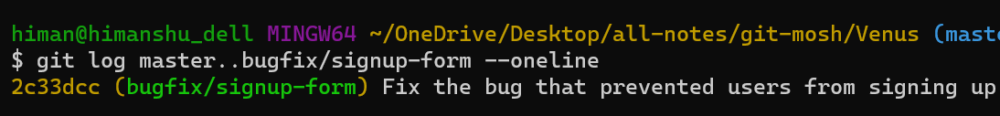 himan@himanshu_dell MINGW64 ~/OneDrive/Desktop/all-notes/git-mosh/Venus (maste
$ git log master..bugfix/signup-form --oneline
2c33dcc (bugfix/signup-form) Fix the bug that prevented users from signing up